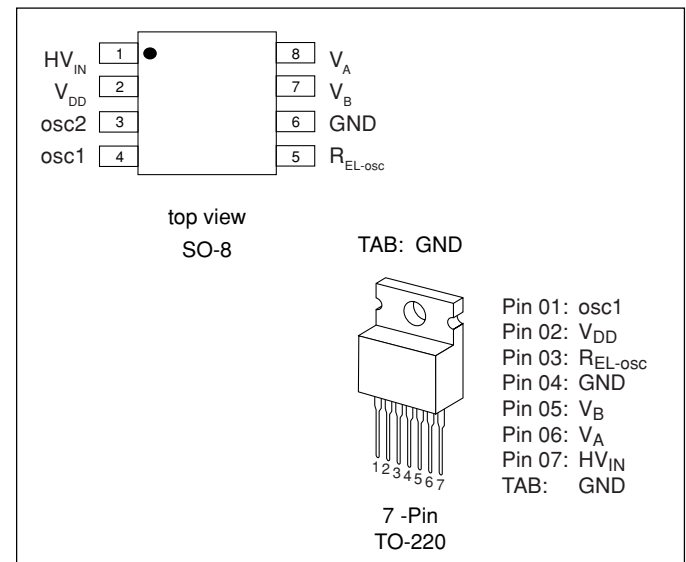 HV_IN 1 8 V_A
V_DD 2 7 V_B
osc2 3 6 GND
osc1 4 5 R_EL-osc
top view
SO-8
TAB: GND
Pin 01: osc1
Pin 02: V_DD
Pin 03: R_EL-osc
Pin 04: GND
Pin 05: V_B
Pin 06: V_A
Pin 07: HV_IN
TAB: GND
1 2 3 4 5 6 7
7 -Pin
TO-220